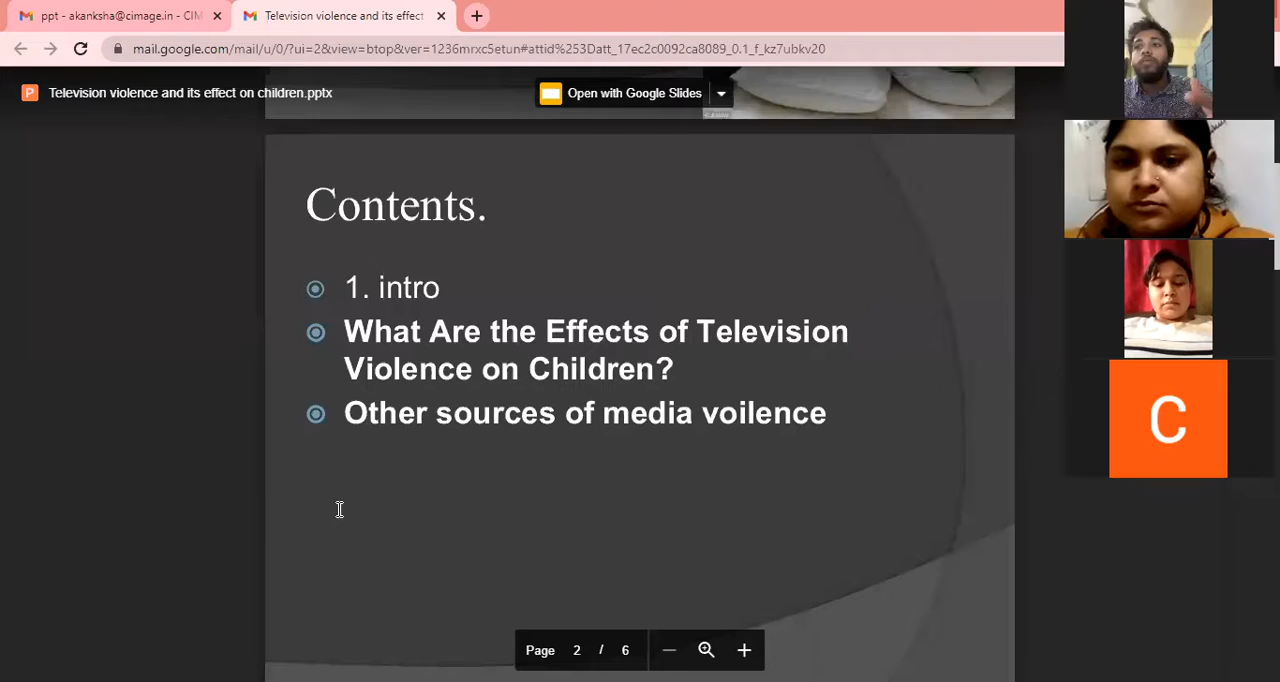 ppt - akanksha@cimage.in - CIM
Television violence and its effect
mail.google.com/mail/u/0/?ui=2&view=btop&ver=1236mrxc5etun#attid%253Datt_17ec2c0092ca8089_0.1_f_kz7ubkv20
P
Television violence and its effect on children.pptx
Open with Google Slides
Contents.
1. intro
What Are the Effects of Television
Violence on Children?
Other sources of media voilence
C
Page 2 / 6